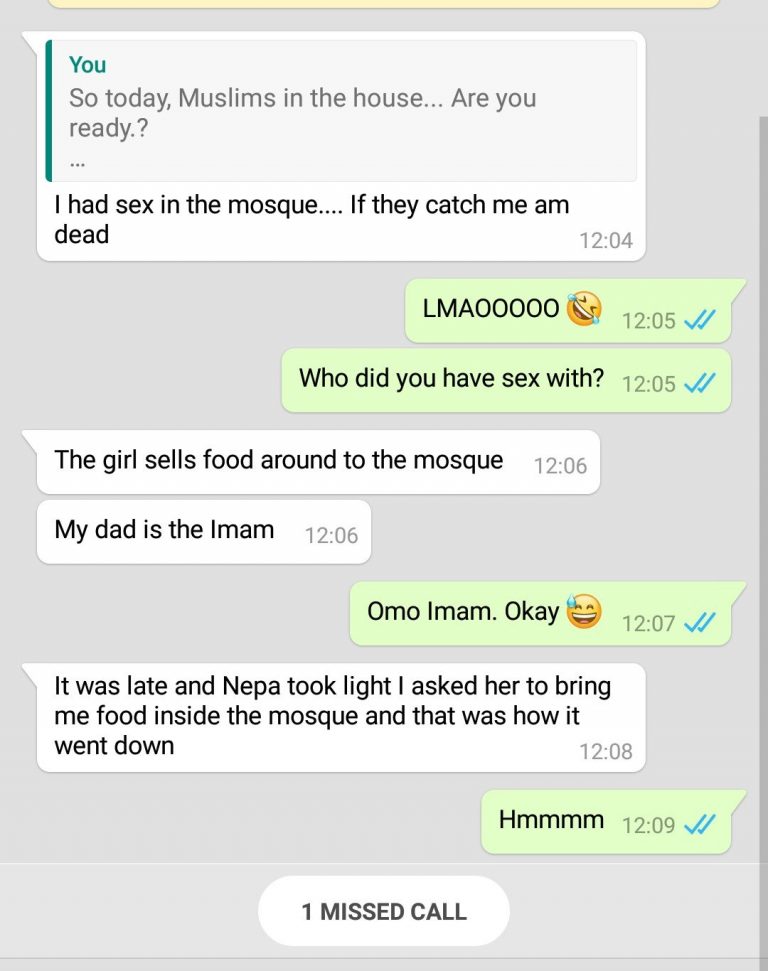 You
So today, Muslims in the house... Are you
ready.?
...
I had sex in the mosque.... If they catch me am
dead
12:04
LMAOOOOO 🤣 12:05
Who did you have sex with? 12:05
The girl sells food around to the mosque 12:06
My dad is the Imam 12:06
Omo Imam. Okay 😅 12:07
It was late and Nepa took light I asked her to bring
me food inside the mosque and that was how it
went down
12:08
Hmmmm 12:09
1 MISSED CALL